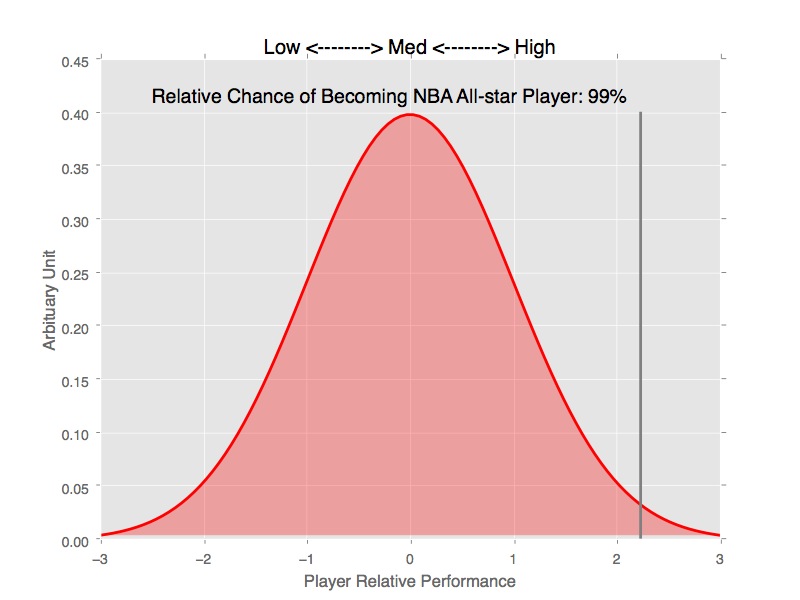 Low <--------> Med <--------> High
Relative Chance of Becoming NBA All-star Player: 99%
0.45
0.40
0.35
0.30
0.25
0.20
0.15
0.10
0.05
0.00
Arbituary Unit
−3 −2 −1 0 1 2 3
Player Relative Performance